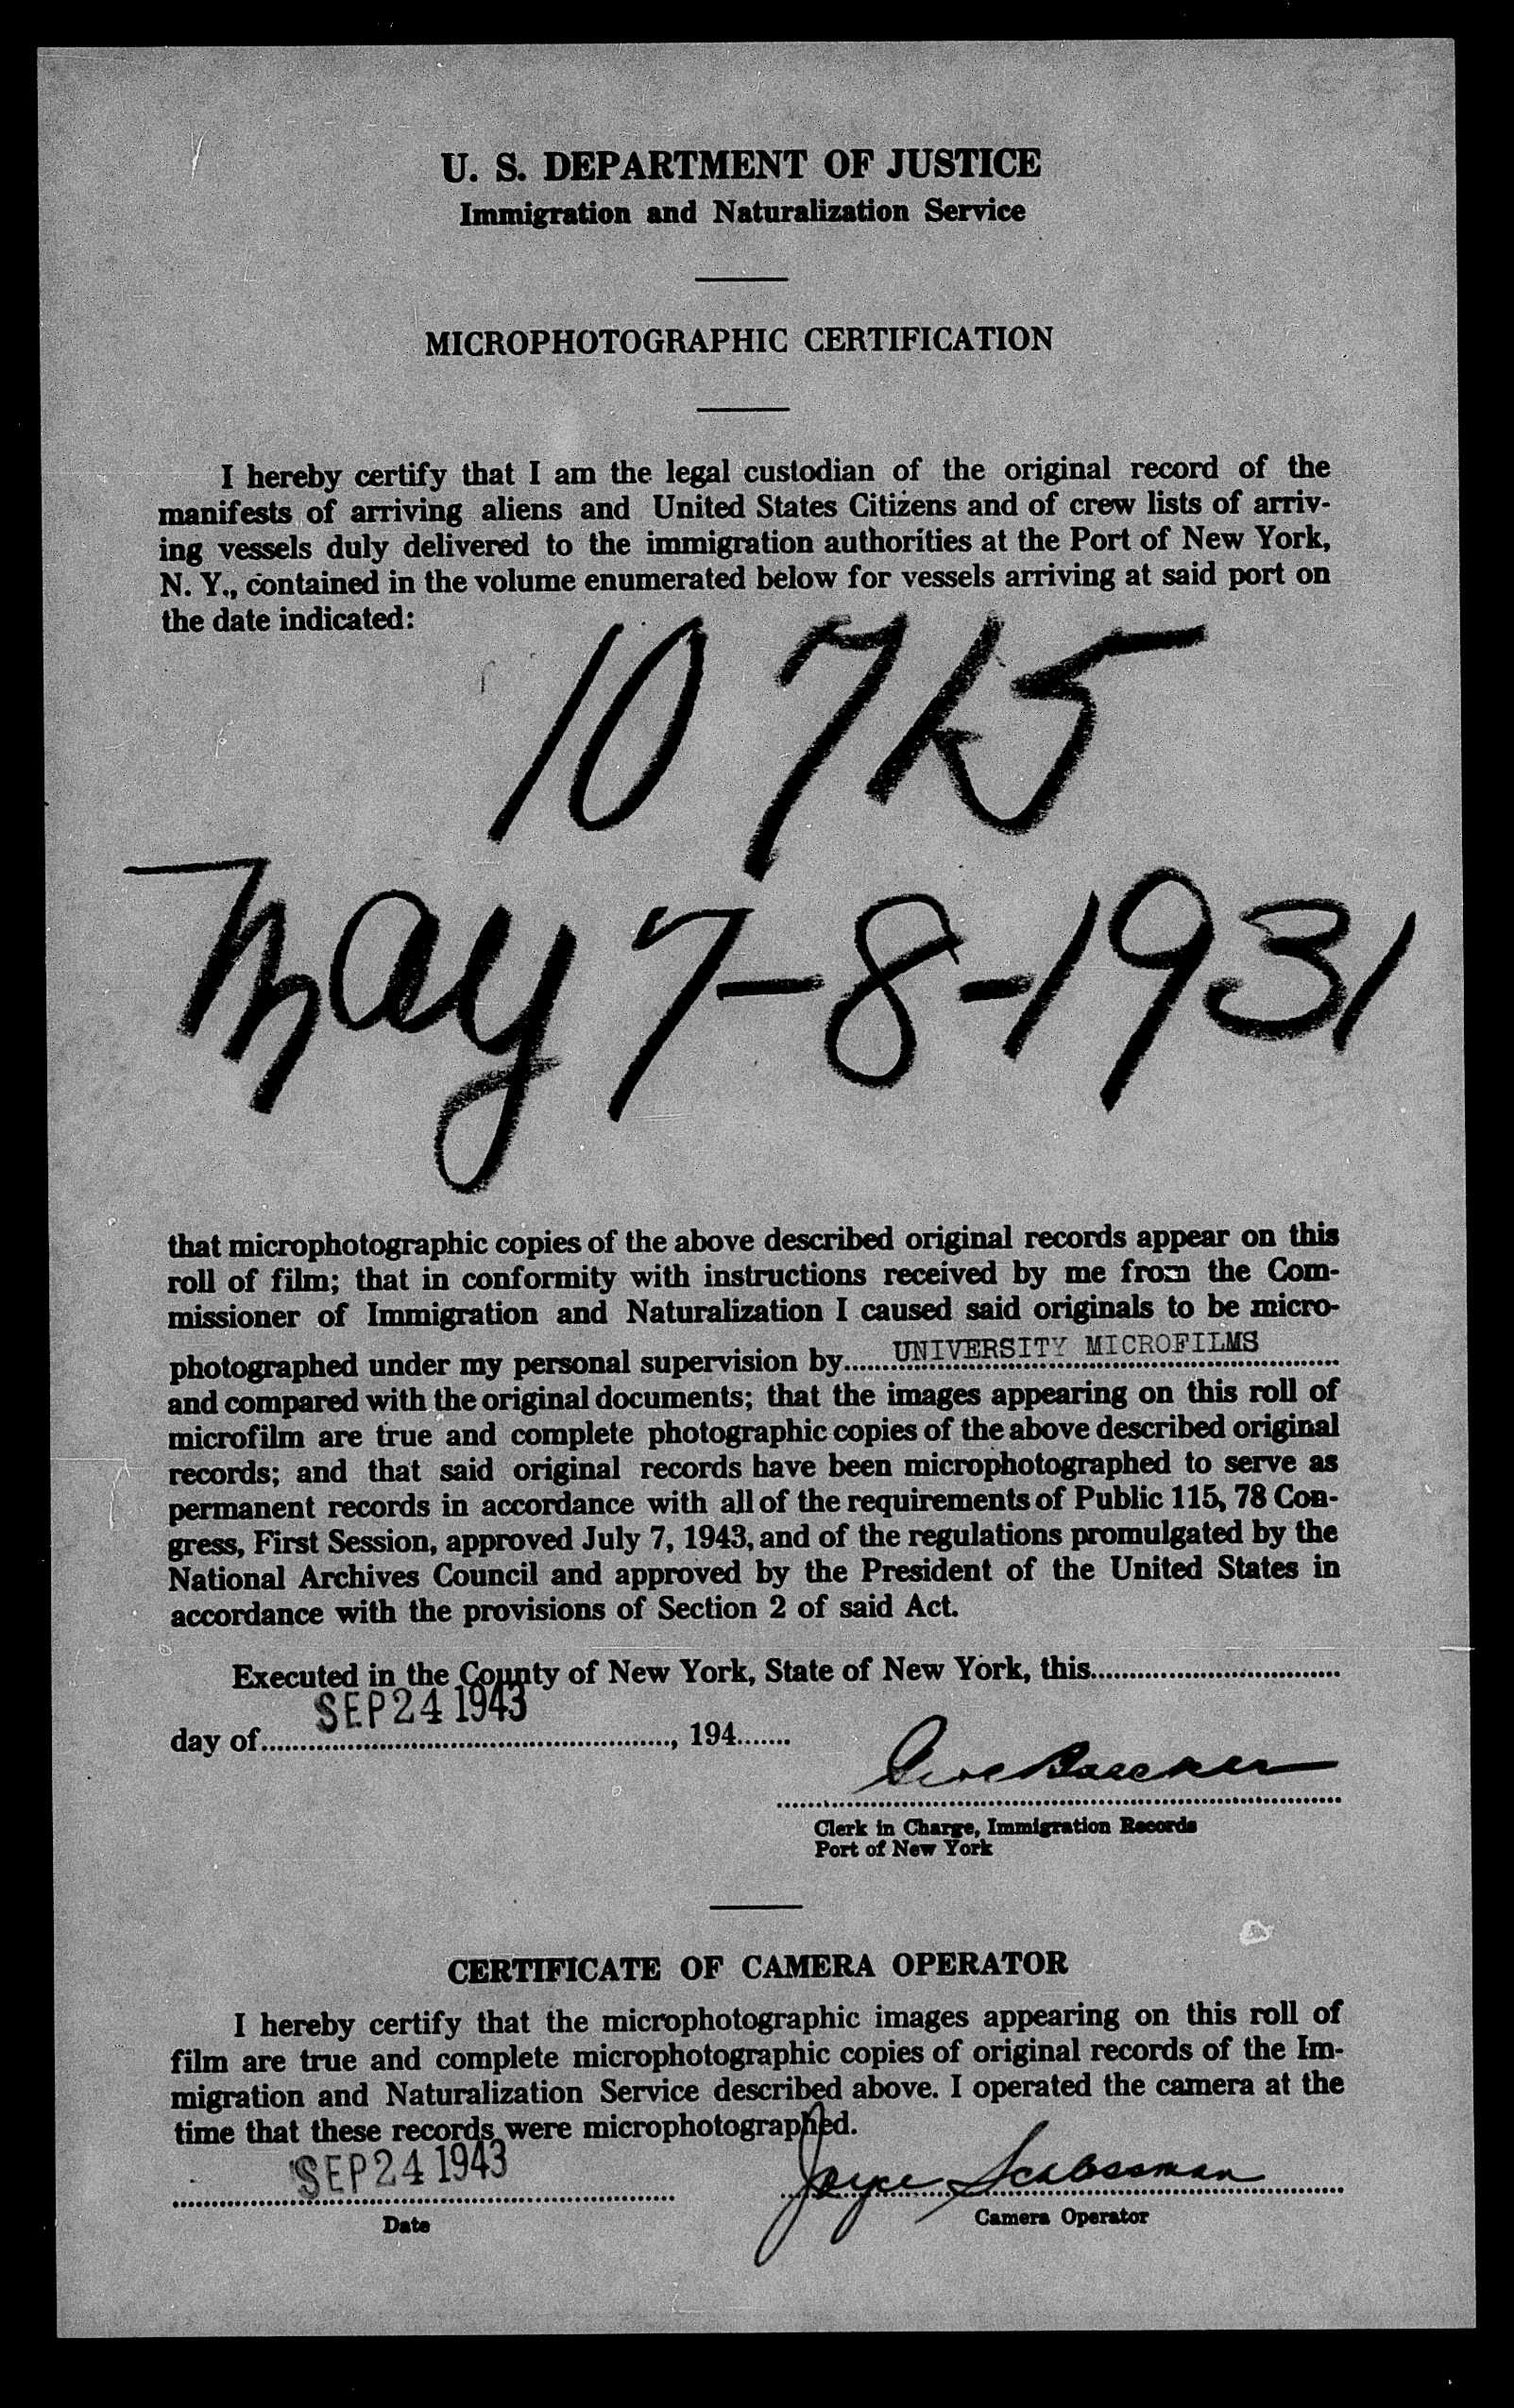 U. S. DEPARTMENT OF JUSTICE
Immigration and Naturalization Service
MICROPHOTOGRAPHIC CERTIFICATION
I hereby certify that I am the legal custodian of the original record of the
manifests of arriving aliens and United States Citizens and of crew lists of arriv-
ing vessels duly delivered to the immigration authorities at the Port of New York,
N. Y., contained in the volume enumerated below for vessels arriving at said port on
the date indicated:
10715
May 7-8-1931
that microphotographic copies of the above described original records appear on this
roll of film; that in conformity with instructions received by me from the Com-
missioner of Immigration and Naturalization I caused said originals to be micro-
photographed under my personal supervision by......UNIVERSITY MICROFILMS
and compared with the original documents; that the images appearing on this roll of
microfilm are true and complete photographic copies of the above described original
records; and that said original records have been microphotographed to serve as
permanent records in accordance with all of the requirements of Public 115, 78 Con-
gress, First Session, approved July 7, 1943, and of the regulations promulgated by the
National Archives Council and approved by the President of the United States in
accordance with the provisions of Section 2 of said Act.
Executed in the County of New York, State of New York, this
SEP 24 1943
day of, 194
Clerk in Charge, Immigration Records
Port of New York
CERTIFICATE OF CAMERA OPERATOR
I hereby certify that the microphotographic images appearing on this roll of
film are true and complete microphotographic copies of original records of the Im-
migration and Naturalization Service described above. I operated the camera at the
time that these records were microphotographed.
SEP 24 1943
Joyce
Date
Camera Operator